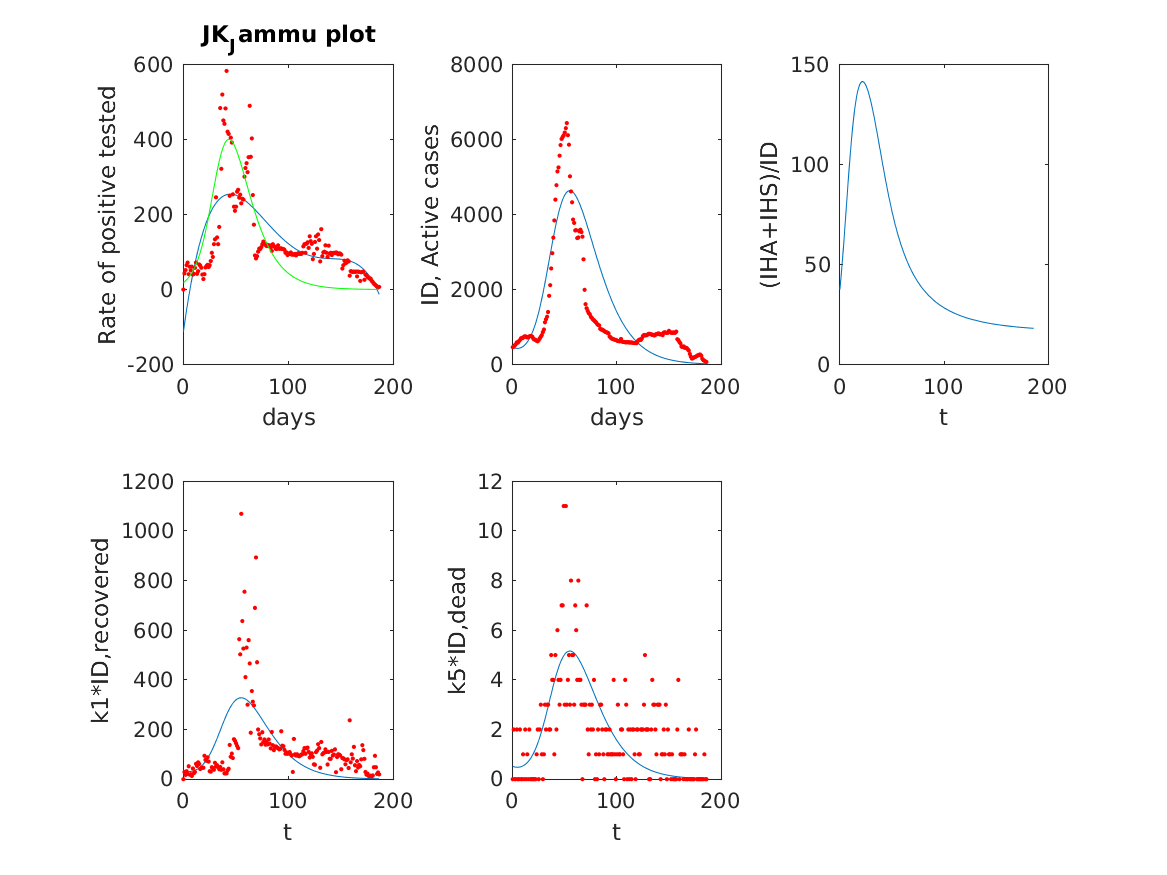 JKJammu plot
600
400
200
0
-200
0 100 200
days
Rate of positive tested
8000
6000
4000
2000
0
0 100 200
days
ID, Active cases
150
100
50
0
0 100 200
t
(IHA+IHS)/ID
1200
1000
800
600
400
200
0
0 100 200
t
k1*ID,recovered
12
10
8
6
4
2
0
0 100 200
t
k5*ID,dead